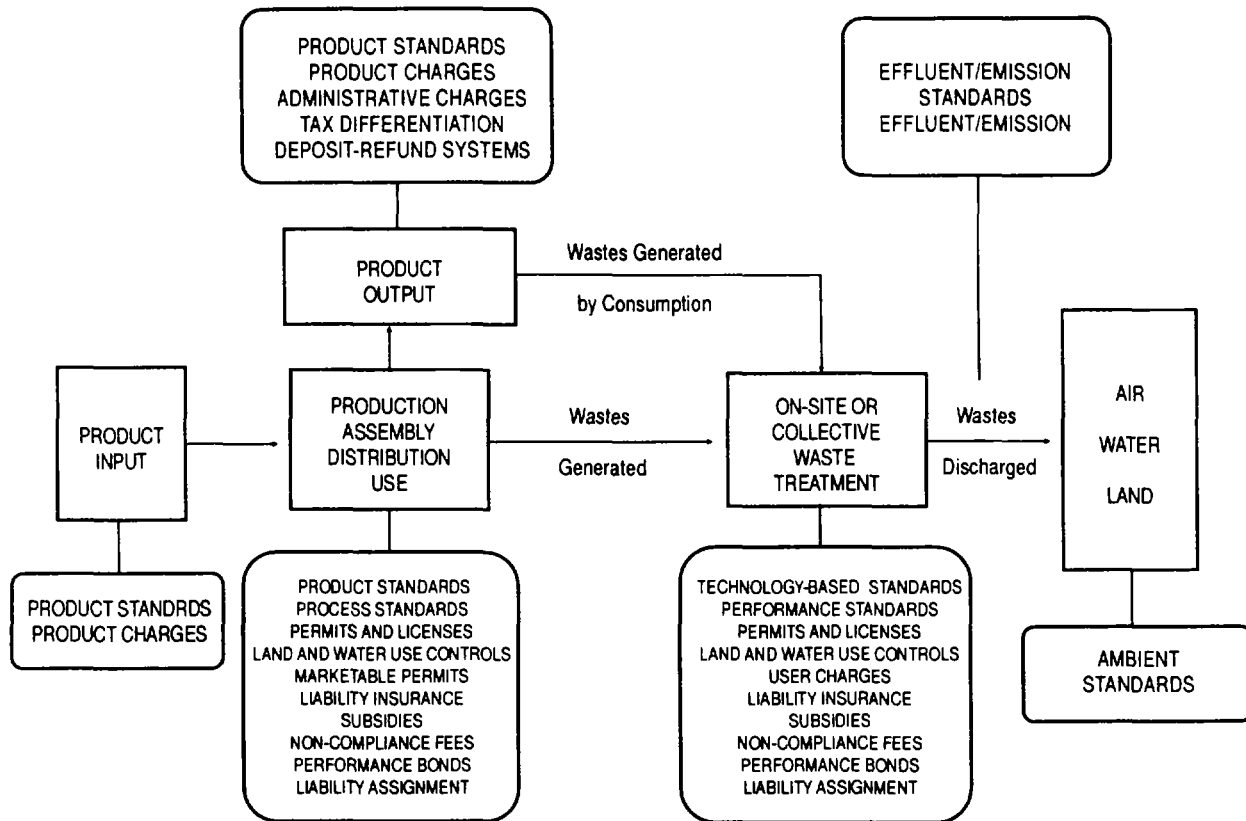 PRODUCT STANDARDS
PRODUCT CHARGES
ADMINISTRATIVE CHARGES
TAX DIFFERENTIATION
DEPOSIT-REFUND SYSTEMS
EFFLUENT/EMISSION
STANDARDS
EFFLUENT/EMISSION
PRODUCT
OUTPUT
Wastes Generated
by Consumption
PRODUCT
INPUT
PRODUCTION
ASSEMBLY
DISTRIBUTION
USE
Wastes
Generated
ON-SITE OR
COLLECTIVE
WASTE
TREATMENT
Wastes
Discharged
AIR
WATER
LAND
PRODUCT STANDRDS
PRODUCT CHARGES
PRODUCT STANDARDS
PROCESS STANDARDS
PERMITS AND LICENSES
LAND AND WATER USE CONTROLS
MARKETABLE PERMITS
LIABILITY INSURANCE
SUBSIDIES
NON-COMPLIANCE FEES
PERFORMANCE BONDS
LIABILITY ASSIGNMENT
TECHNOLOGY-BASED STANDARDS
PERFORMANCE STANDARDS
PERMITS AND LICENSES
LAND AND WATER USE CONTROLS
USER CHARGES
LIABILITY INSURANCE
SUBSIDIES
NON-COMPLIANCE FEES
PERFORMANCE BONDS
LIABILITY ASSIGNMENT
AMBIENT
STANDARDS